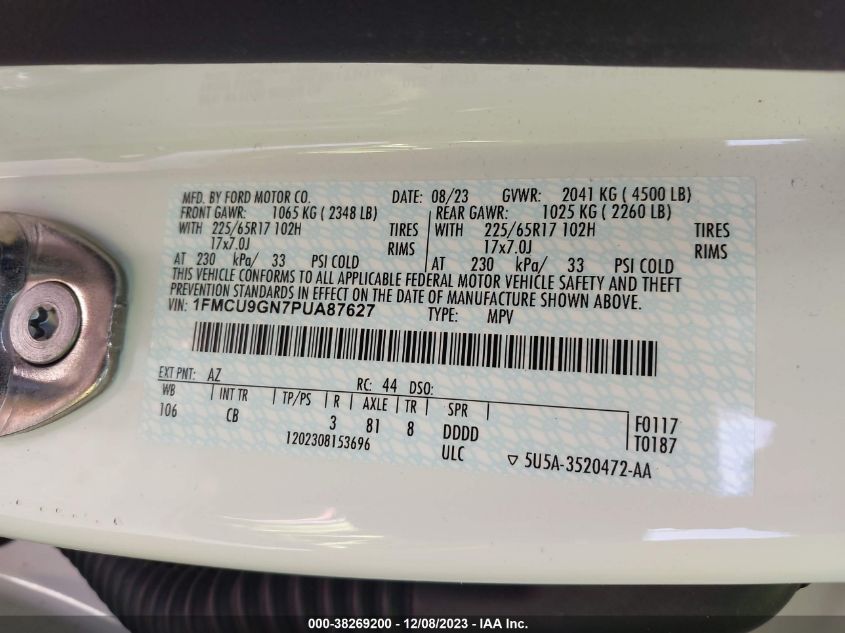 MFD. BY FORD MOTOR CO. DATE: 08/23 GVWR: 2041 KG ( 4500 LB)
FRONT GAWR: 1065 KG ( 2348 LB) REAR GAWR: 1025 KG ( 2260 LB)
WITH 225/65R17 102H TIRES WITH 225/65R17 102H TIRES
17x7.0J RIMS 17x7.0J RIMS
AT 230 kPa/ 33 PSI COLD AT 230 kPa/ 33 PSI COLD
THIS VEHICLE CONFORMS TO ALL APPLICABLE FEDERAL MOTOR VEHICLE SAFETY AND THEFT
PREVENTION STANDARDS IN EFFECT ON THE DATE OF MANUFACTURE SHOWN ABOVE.
VIN: 1FMCU9GN7PUA87627 TYPE: MPV
EXT PNT: AZ RC: 44 DSO:
WB INT TR TP/PS R AXLE TR SPR F0117
106 CB 3 81 8 DDDD T0187
1202308153696 ULC 5U5A-3520472-AA
000-38269200 - 12/08/2023 - IAA Inc.